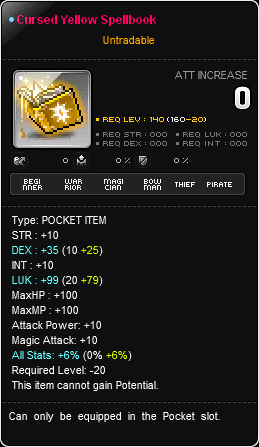 Cursed Yellow Spellbook
Untradable
ATT INCREASE
0
REQ LEV : 140 (160-20)
REQ STR : 000 REQ LUK : 000
REQ DEX : 000 REQ INT : 000
0 0 % 0 %
BEGINNER WARRIOR MAGICIAN BOWMAN THIEF PIRATE
Type: POCKET ITEM
STR : +10
DEX : +35 (10 +25)
INT : +10
LUK : +99 (20 +79)
MaxHP : +100
MaxMP : +100
Attack Power: +10
Magic Attack: +10
All Stats: +6% (0% +6%)
Required Level: -20
This item cannot gain Potential.
Can only be equipped in the Pocket slot.